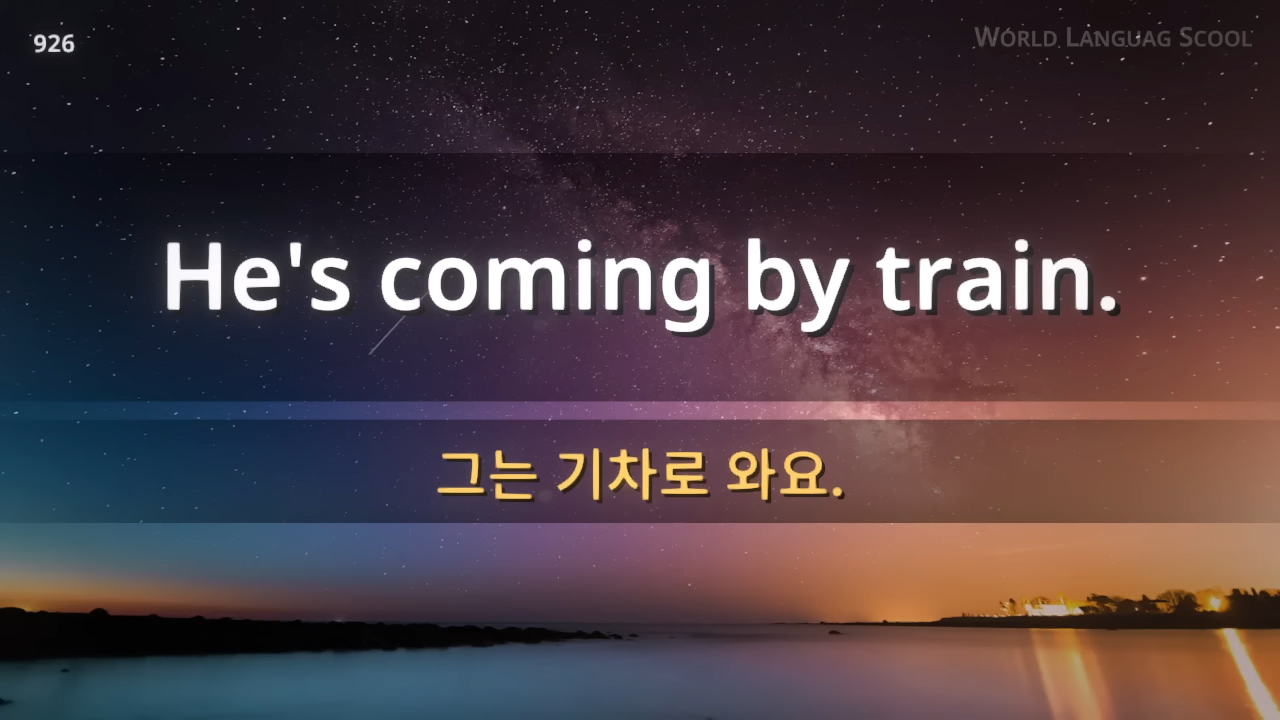 926
WORLD LANGUAG SCOOL
He's coming by train.
그는 기차로 와요.